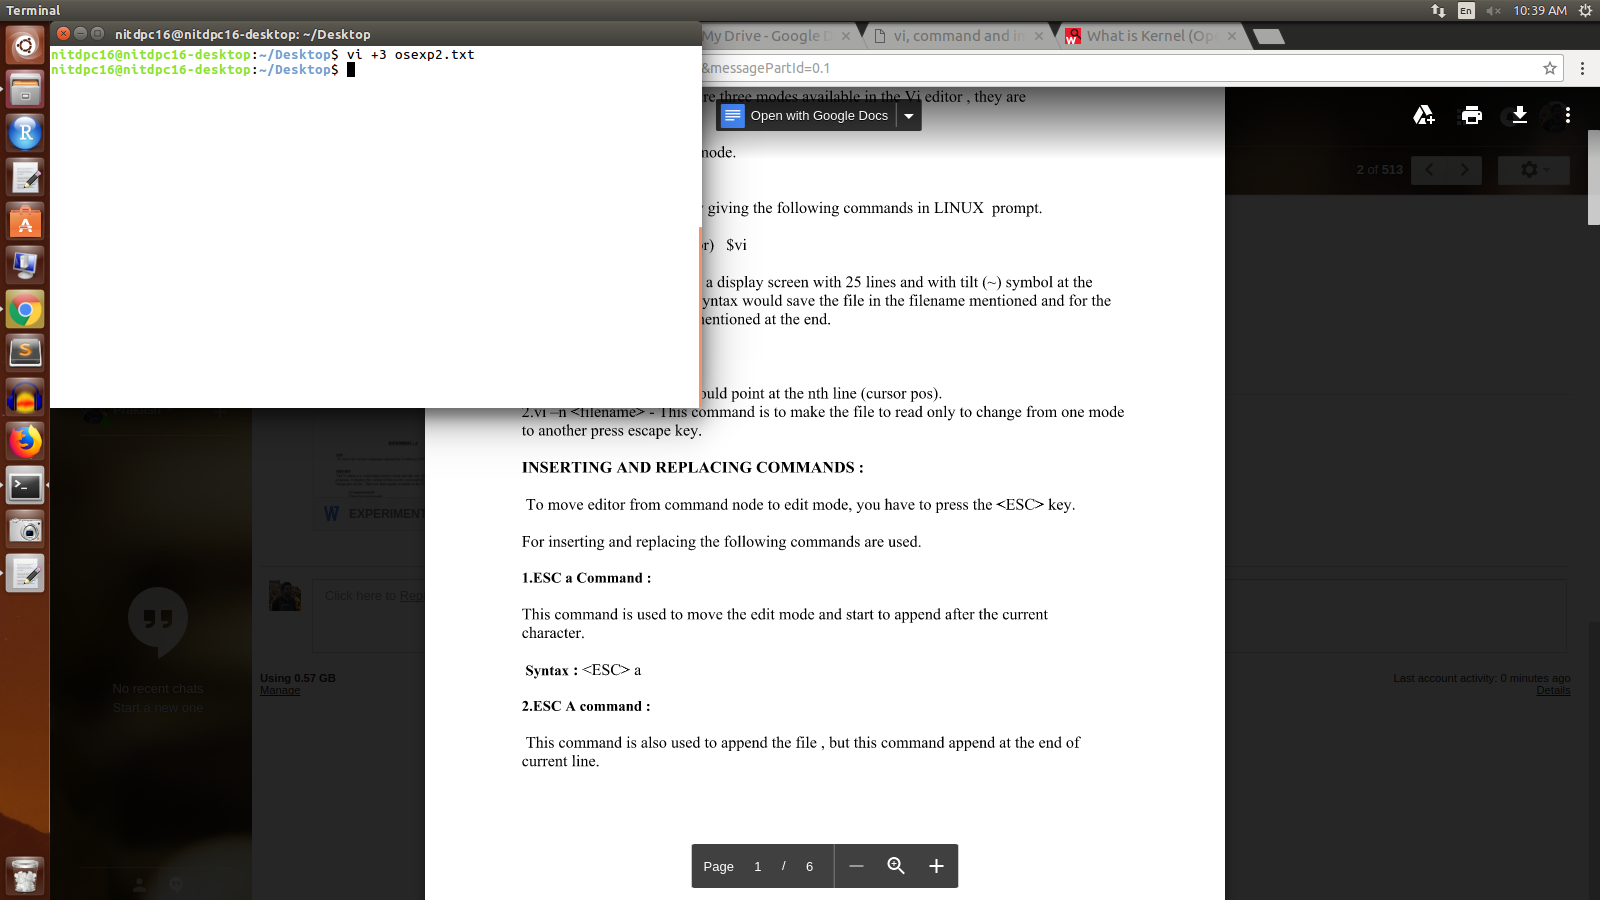 Terminal
En
10:39 AM
nitdpc16@nitdpc16-desktop: ~/Desktop
My Drive - Google D
vi, command and in
What is Kernel (Ope
nitdpc16@nitdpc16-desktop:~/Desktop$ vi +3 osexp2.txt
nitdpc16@nitdpc16-desktop:~/Desktop$
&messagePartId=0.1
re three modes available in the Vi editor , they are
Open with Google Docs
mode.
2 of 513
giving the following commands in LINUX prompt.
or) $vi
a display screen with 25 lines and with tilt (~) symbol at the
yntax would save the file in the filename mentioned and for the
mentioned at the end.
ould point at the nth line (cursor pos).
2.vi –n <filename> - This command is to make the file to read only to change from one mode
to another press escape key.
INSERTING AND REPLACING COMMANDS :
To move editor from command node to edit mode, you have to press the <ESC> key.
W EXPERIMENT
For inserting and replacing the following commands are used.
1.ESC a Command :
Click here to Rep
This command is used to move the edit mode and start to append after the current
character.
Syntax : <ESC> a
Using 0.57 GB
Manage
Last account activity: 0 minutes ago
Details
No recent chats
Start a new one
2.ESC A command :
This command is also used to append the file , but this command append at the end of
current line.
Page 1 / 6